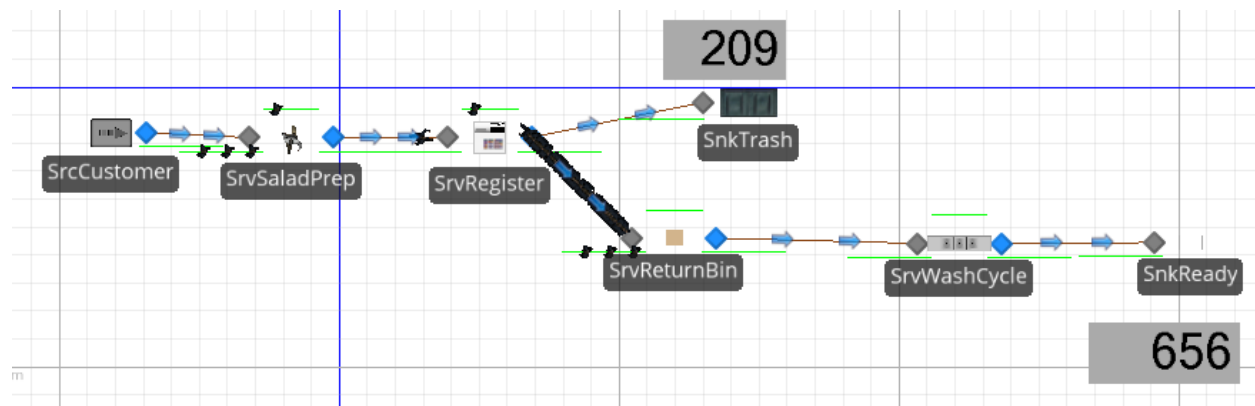 209
SnkTrash
SrcCustomer
SrvSaladPrep
SrvRegister
SrvReturnBin
SrvWashCycle
SnkReady
656
m